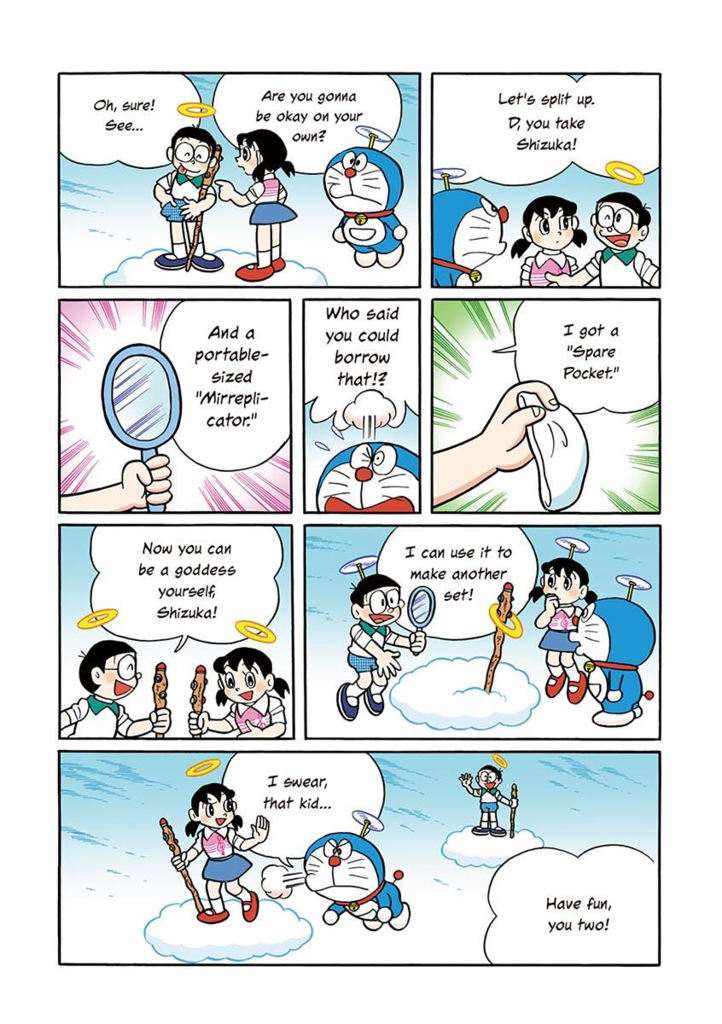 Let's split up.
D, you take
Shizuka!
Are you gonna
be okay on your
own?
Oh, sure!
See...
I got a
"Spare
Pocket."
Who said
you could
borrow
that!?
And a
portable-
sized
"Mirrepli-
cator."
I can use it to
make another
set!
Now you can
be a goddess
yourself,
Shizuka!
Have fun,
you two!
I swear,
that kid...